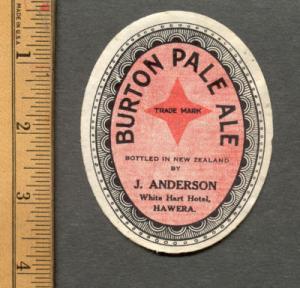 MADE IN U.S.A.
1
2
3
4
BURTON PALE ALE
TRADE MARK
BOTTLED IN NEW ZEALAND
BY
J. ANDERSON
White Hart Hotel,
HAWERA.